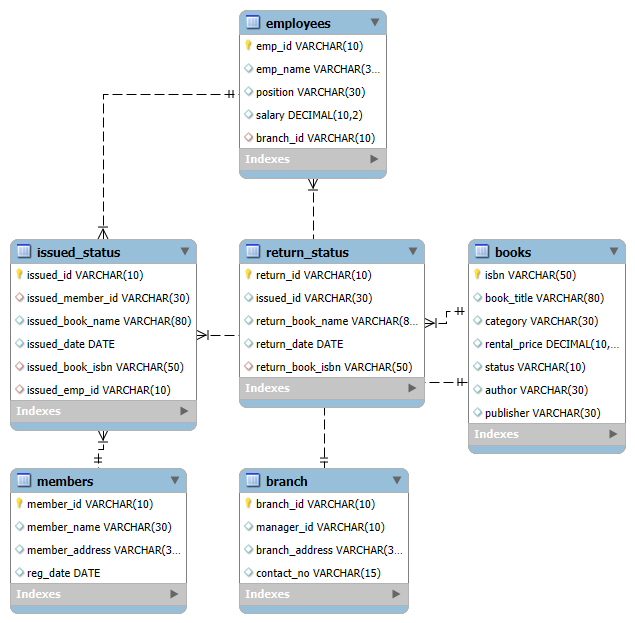 employees
emp_id VARCHAR(10)
emp_name VARCHAR(3...
position VARCHAR(30)
salary DECIMAL(10,2)
branch_id VARCHAR(10)
Indexes
issued_status
issued_id VARCHAR(10)
issued_member_id VARCHAR(30)
issued_book_name VARCHAR(80)
issued_date DATE
issued_book_isbn VARCHAR(50)
issued_emp_id VARCHAR(10)
Indexes
return_status
return_id VARCHAR(10)
issued_id VARCHAR(30)
return_book_name VARCHAR(8...
return_date DATE
return_book_isbn VARCHAR(50)
Indexes
books
isbn VARCHAR(50)
book_title VARCHAR(80)
category VARCHAR(30)
rental_price DECIMAL(10,...
status VARCHAR(10)
author VARCHAR(30)
publisher VARCHAR(30)
Indexes
members
member_id VARCHAR(10)
member_name VARCHAR(30)
member_address VARCHAR(3...
reg_date DATE
Indexes
branch
branch_id VARCHAR(10)
manager_id VARCHAR(10)
branch_address VARCHAR(3...
contact_no VARCHAR(15)
Indexes